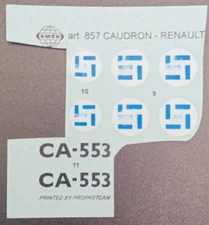 art. 857 CAUDRON - RENAULT
10
9
CA-553
11
CA-553
PRINTED BY PROPAGTEAM